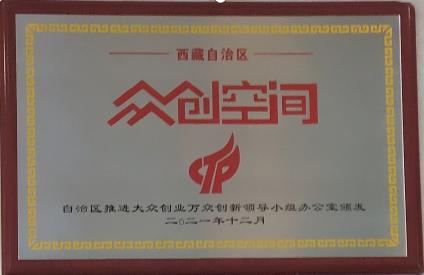 西藏自治区
众创空间
自治区推进大众创业万众创新领导小组办公室颁发
二〇二一年十二月